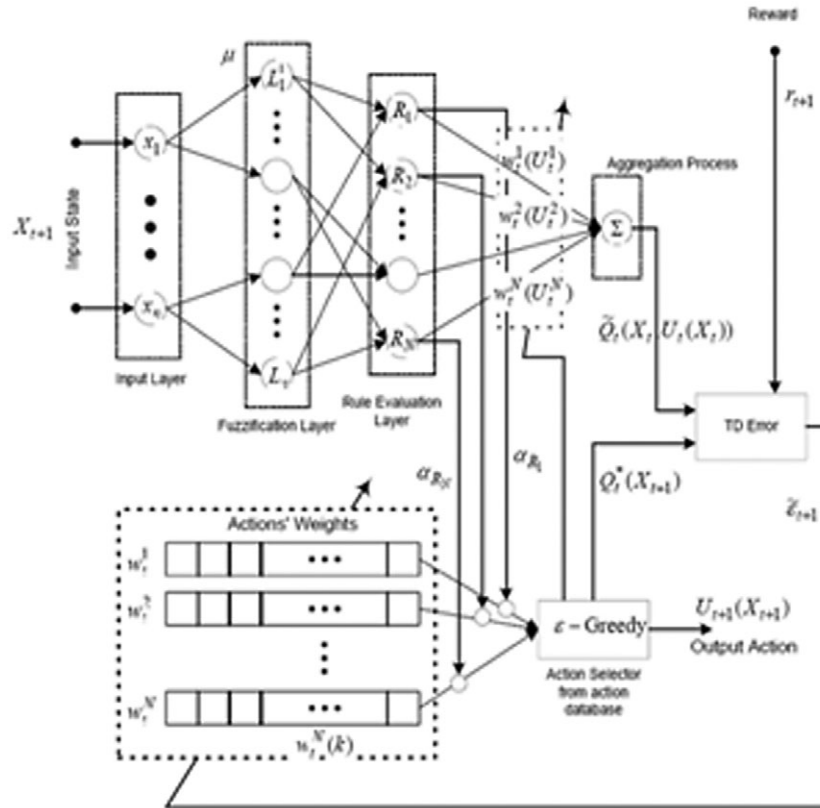 Reward
r_{t+1}
μ
L_1^1
R_1
x_1
w_t^1(U_t^1)
Aggregation Process
R_2
w_t^2(U_t^2)
Σ
X_{t+1}
Input State
w_t^N(U_t^N)
x_n
R_N
Q̃_t(X_t, U_t(X_t))
Input Layer
L_v
Rule Evaluation
Layer
Fuzzification Layer
TD Error
α_{R_N}
α_{R_1}
Q_t^*(X_{t+1})
ε̃_{t+1}
Actions' Weights
w_t^1
w_t^2
U_{t+1}(X_{t+1})
ε – Greedy
Output Action
Action Selector
from action
database
w_t^N
w_t^N(k)